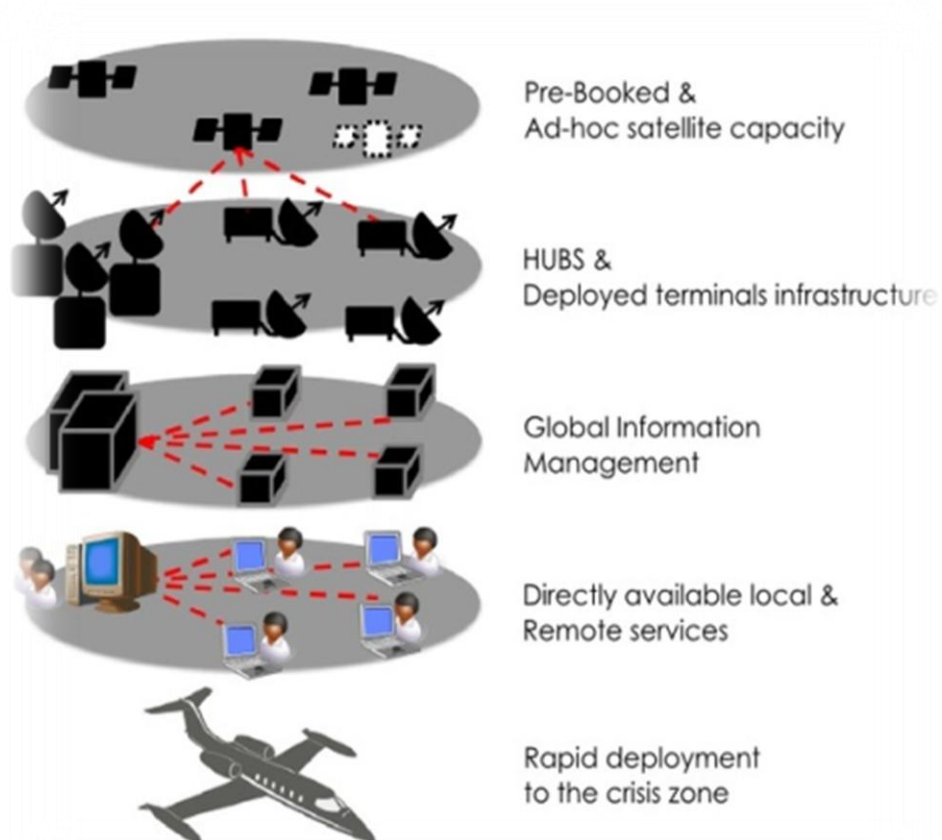 Pre-Booked &
Ad-hoc satellite capacity
HUBS &
Deployed terminals infrastructure
Global Information
Management
Directly available local &
Remote services
Rapid deployment
to the crisis zone